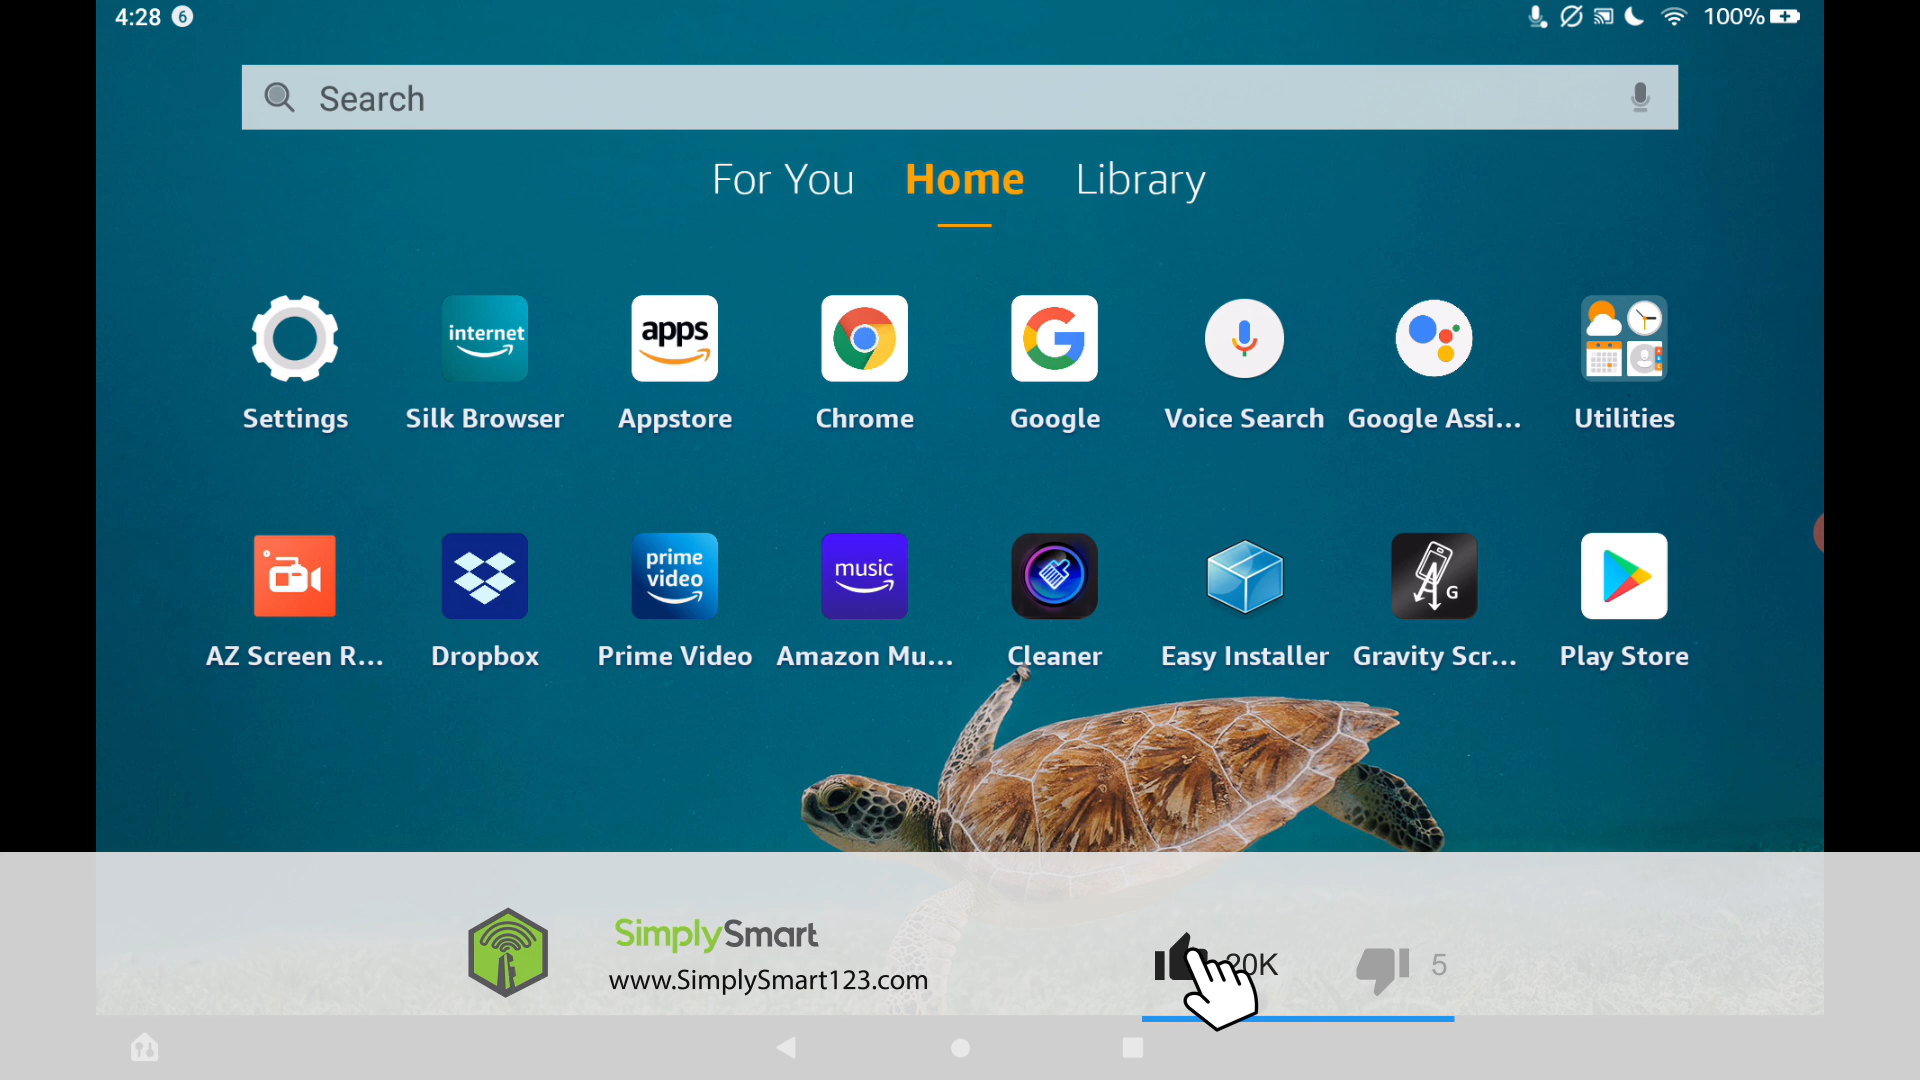 4:28 6 100%
Search
For You Home Library
internet apps
Settings Silk Browser Appstore Chrome Google Voice Search Google Assi... Utilities
prime video music G
AZ Screen R... Dropbox Prime Video Amazon Mu... Cleaner Easy Installer Gravity Scr... Play Store
SimplySmart
www.SimplySmart123.com
20K 5